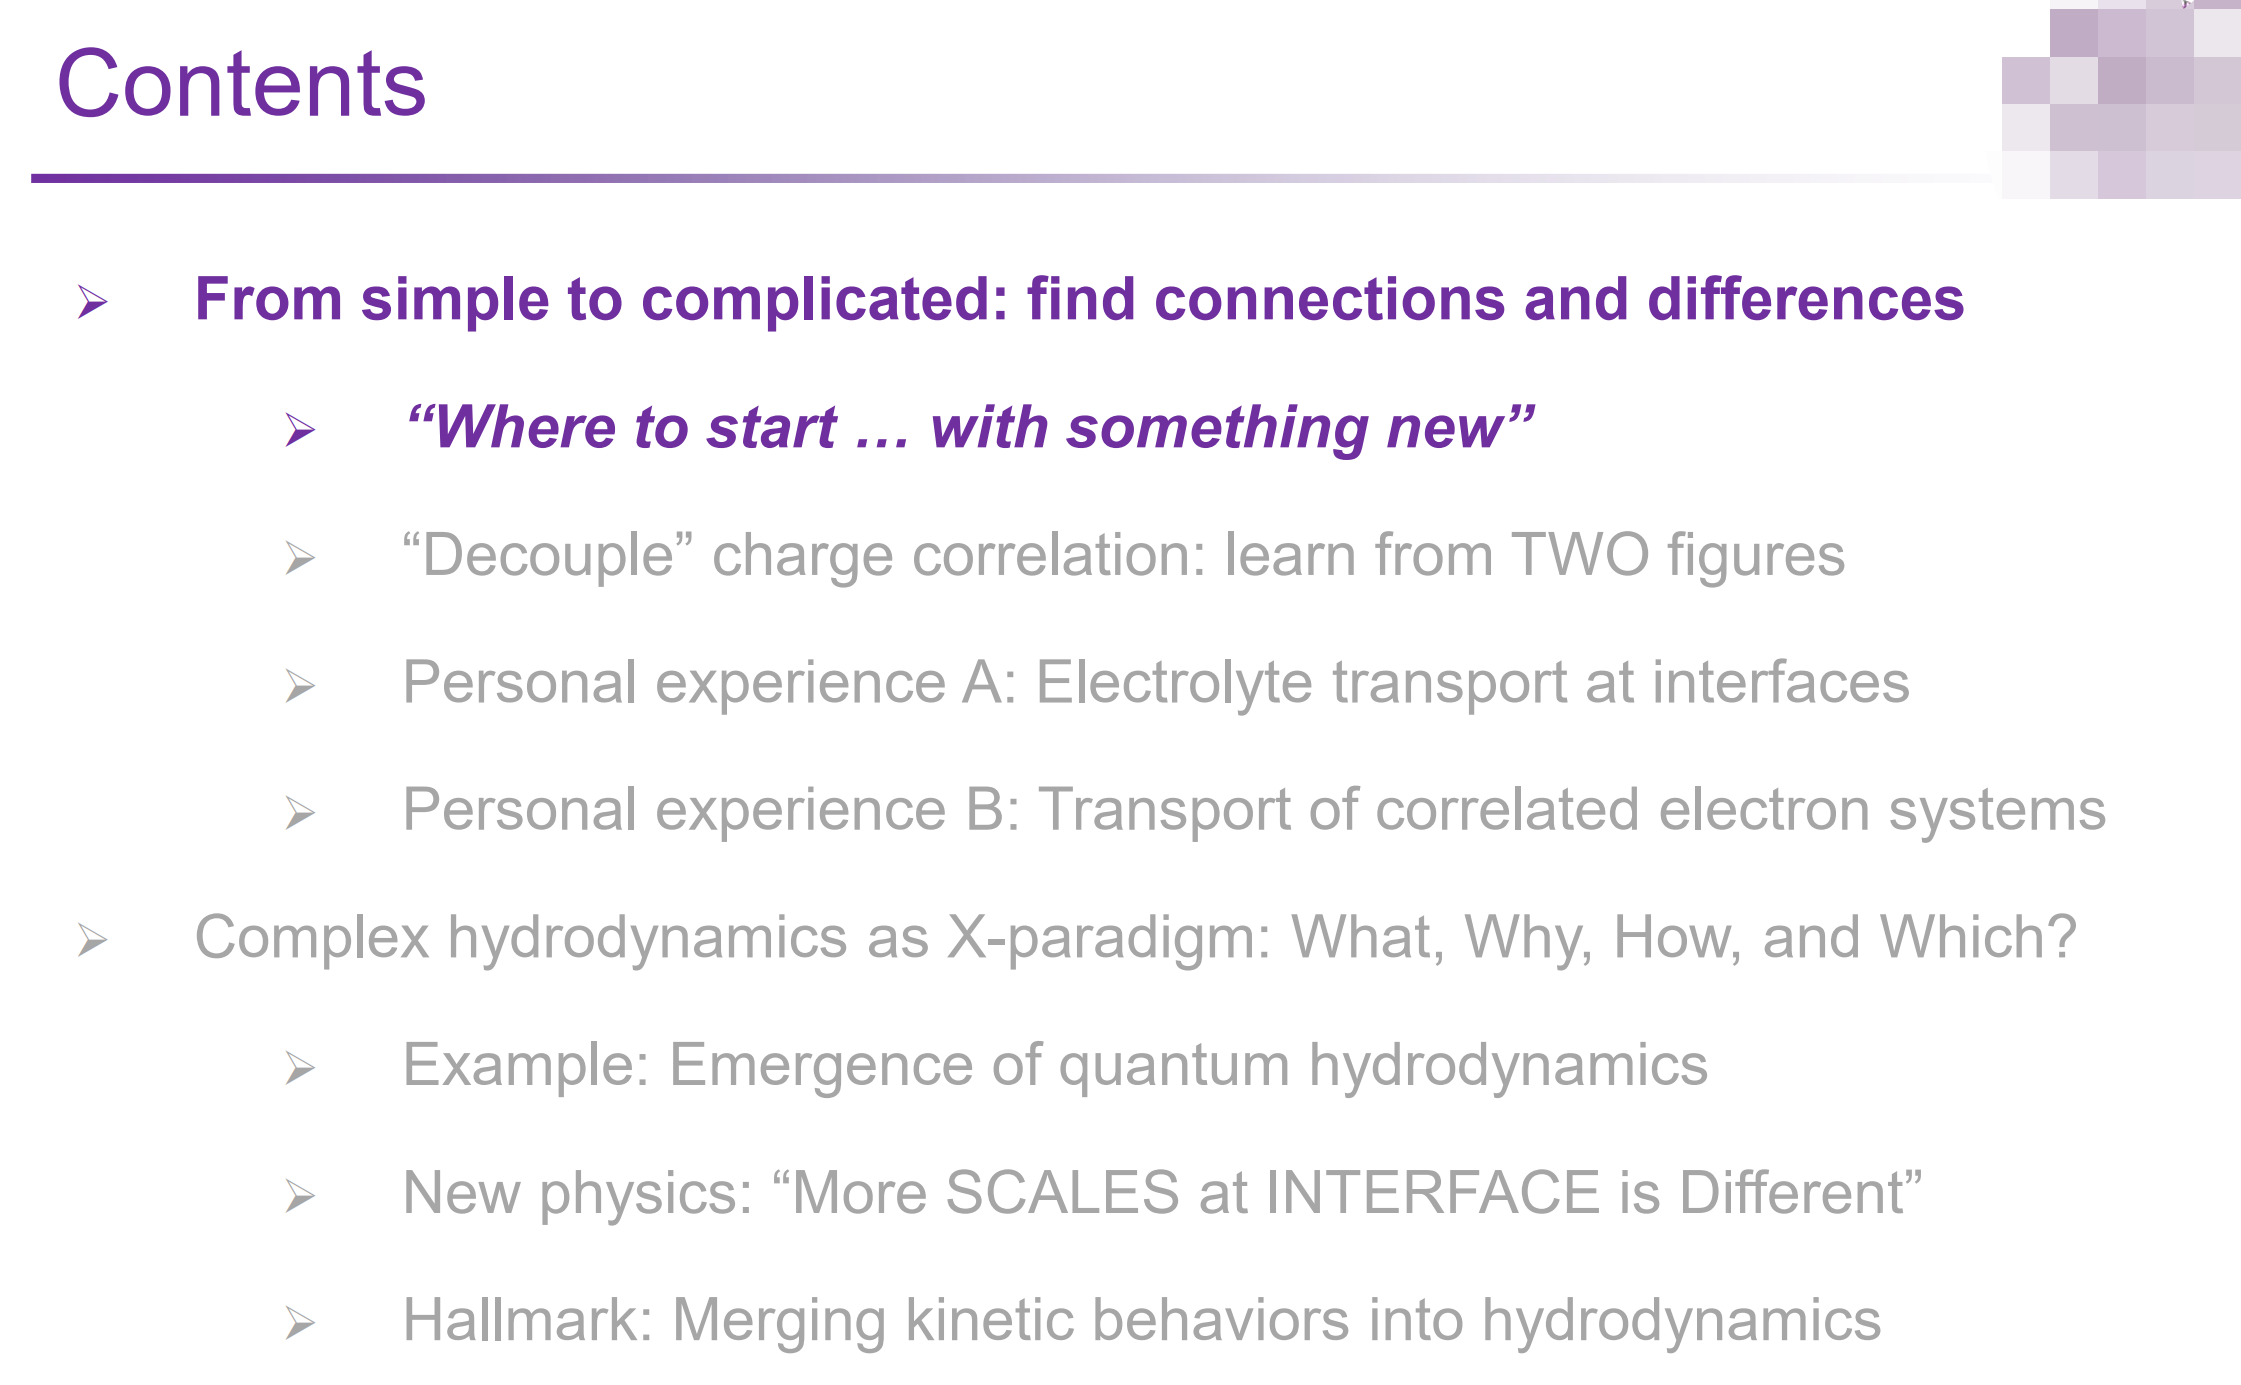 Contents
➢ From simple to complicated: find connections and differences
➢ “Where to start … with something new”
➢ “Decouple” charge correlation: learn from TWO figures
➢ Personal experience A: Electrolyte transport at interfaces
➢ Personal experience B: Transport of correlated electron systems
➢ Complex hydrodynamics as X-paradigm: What, Why, How, and Which?
➢ Example: Emergence of quantum hydrodynamics
➢ New physics: “More SCALES at INTERFACE is Different”
➢ Hallmark: Merging kinetic behaviors into hydrodynamics